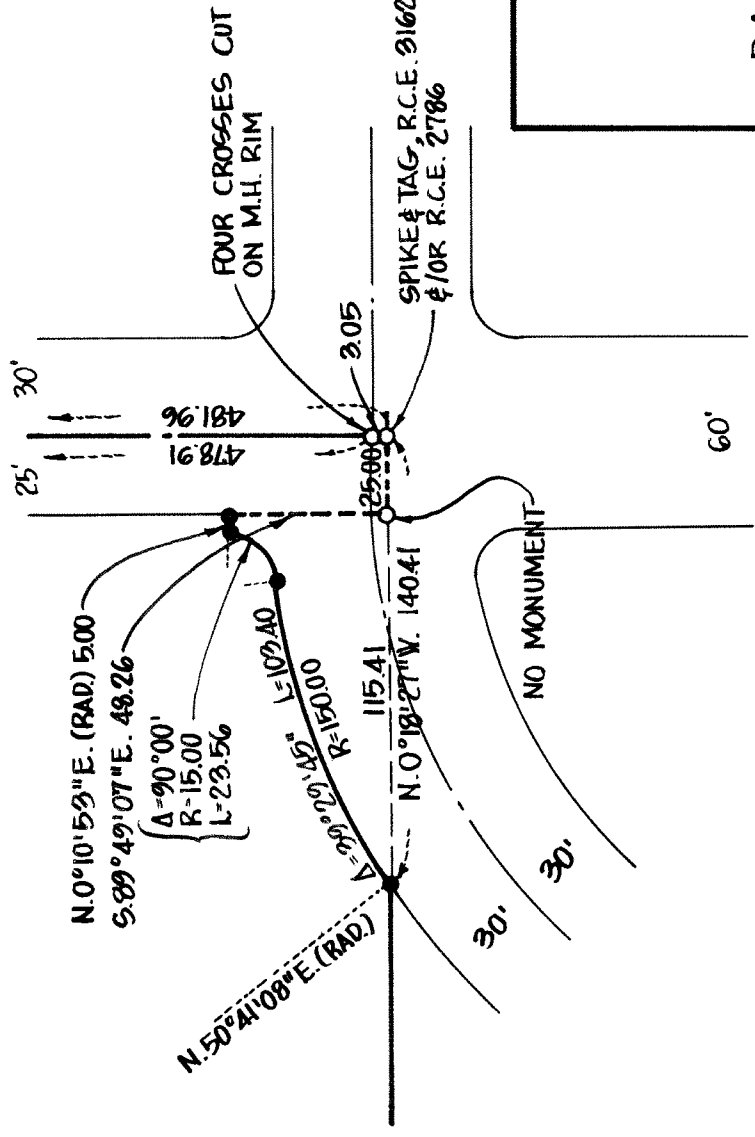 FOUR CROSSES CUT
ON M.H. RIM
SPIKE & TAG, R.C.E. 3162
&/OR R.C.E. 2786
3.05
30'
25'
481.96
478.91
25.00
60'
N.0°10'53"E. (RAD.) 5.00
S.89°49'07"E. 48.26
Δ=90°00'
R=15.00
L=23.56
L=103.40
Δ=39°29'45"
R=150.00
115.41
N.0°18'27"W. 140.41
NO MONUMENT
N.50°41'08"E.(RAD.)
30'
30'